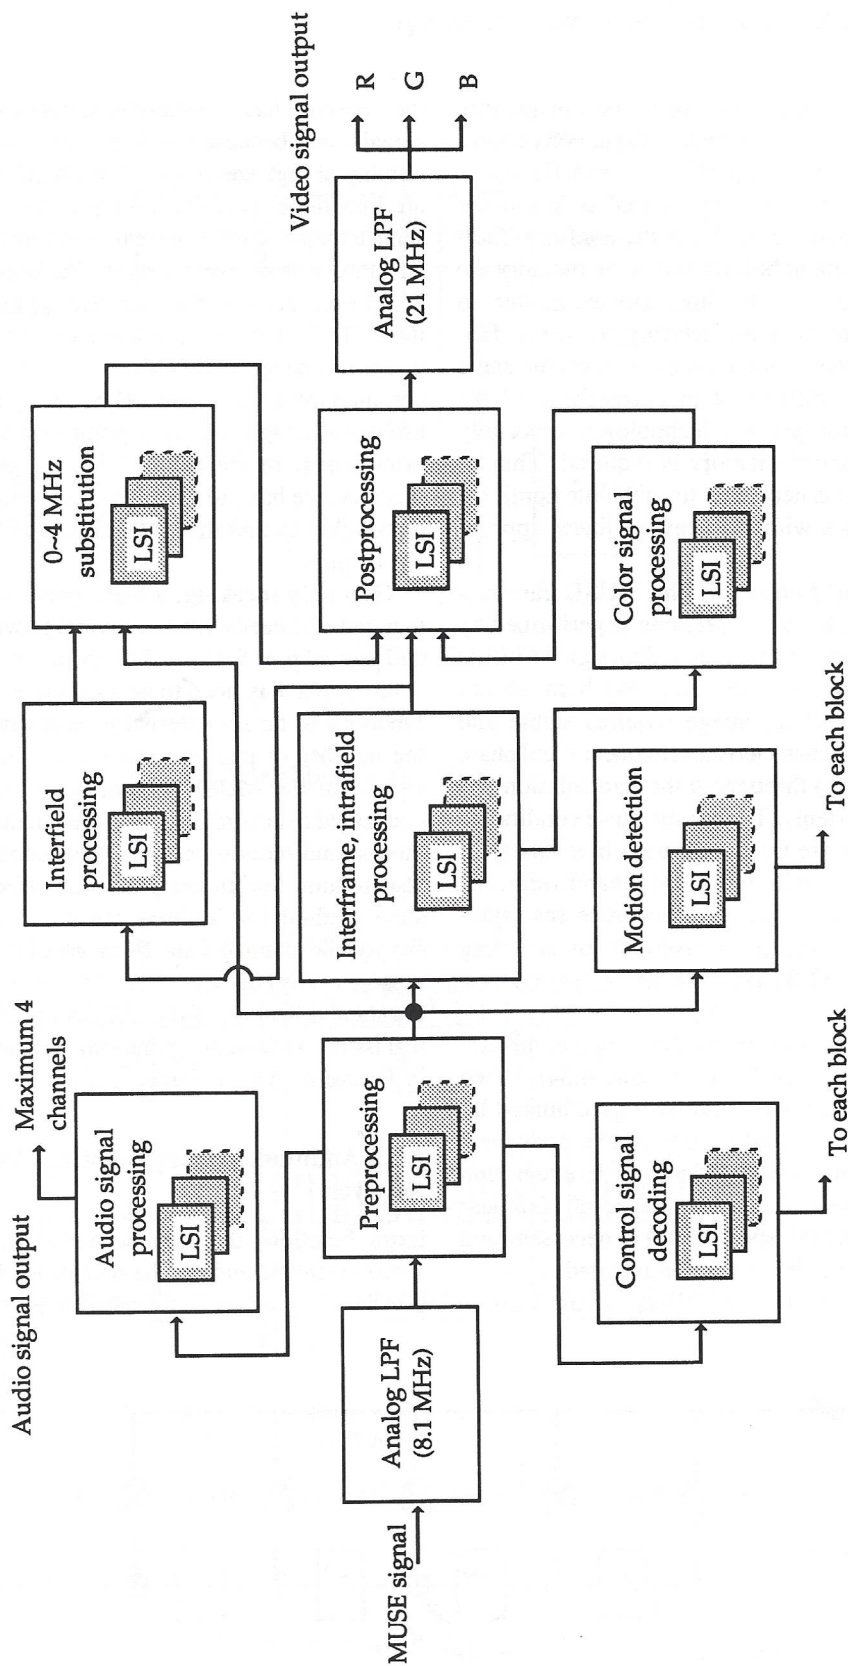 Audio signal output
Maximum 4
channels
Audio signal
processing
LSI
MUSE signal
Analog LPF
(8.1 MHz)
Preprocessing
LSI
Control signal
decoding
LSI
To each block
Interfield
processing
LSI
Interframe, intrafield
processing
LSI
Motion detection
LSI
To each block
0~4 MHz
substitution
LSI
Postprocessing
LSI
Color signal
processing
LSI
Analog LPF
(21 MHz)
Video signal output
R
G
B